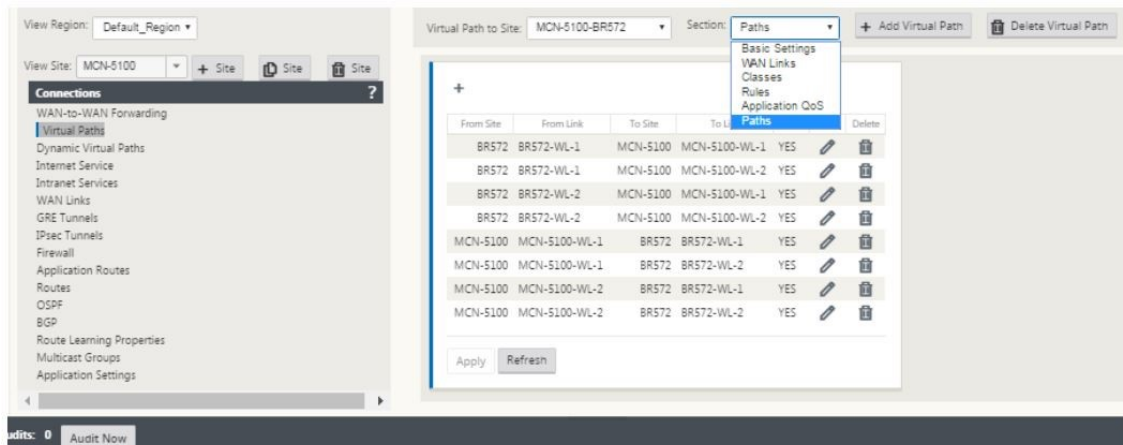 View Region: Default_Region
View Site: MCN-5100 + Site Site Site
Connections ?
WAN-to-WAN Forwarding
Virtual Paths
Dynamic Virtual Paths
Internet Service
Intranet Services
WAN Links
GRE Tunnels
IPsec Tunnels
Firewall
Application Routes
Routes
OSPF
BGP
Route Learning Properties
Multicast Groups
Application Settings
Virtual Path to Site: MCN-5100-BR572 Section: Paths + Add Virtual Path Delete Virtual Path
Basic Settings
WAN Links
Classes
Rules
Application QoS
Paths
+
From Site From Link To Site To Li Delete
BR572 BR572-WL-1 MCN-5100 MCN-5100-WL-1 YES
BR572 BR572-WL-1 MCN-5100 MCN-5100-WL-2 YES
BR572 BR572-WL-2 MCN-5100 MCN-5100-WL-1 YES
BR572 BR572-WL-2 MCN-5100 MCN-5100-WL-2 YES
MCN-5100 MCN-5100-WL-1 BR572 BR572-WL-1 YES
MCN-5100 MCN-5100-WL-1 BR572 BR572-WL-2 YES
MCN-5100 MCN-5100-WL-2 BR572 BR572-WL-1 YES
MCN-5100 MCN-5100-WL-2 BR572 BR572-WL-2 YES
Apply Refresh
udits: 0 Audit Now